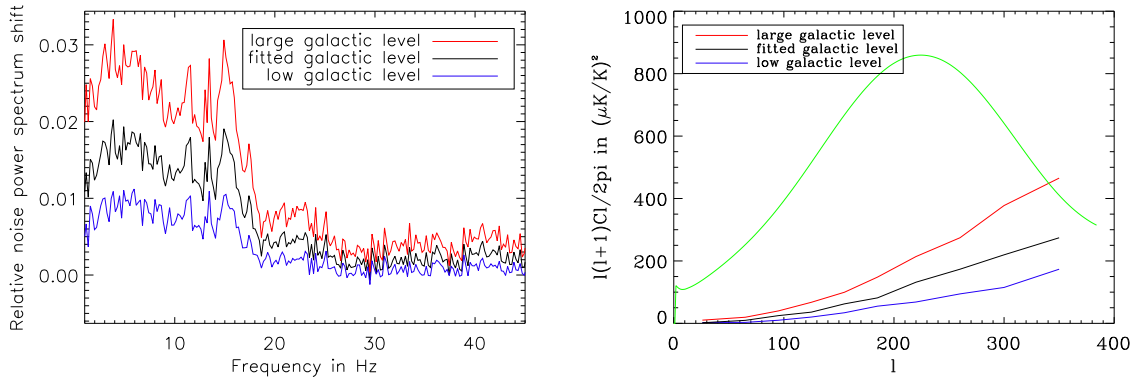 Relative noise power spectrum shift
0.03
0.02
0.01
0.00
large galactic level
fitted galactic level
low galactic level
10
20
30
40
Frequency in Hz
l(l+1)Cl/2pi in (μK/K)²
1000
800
600
400
200
0
large galactic level
fitted galactic level
low galactic level
0
100
200
300
400
l